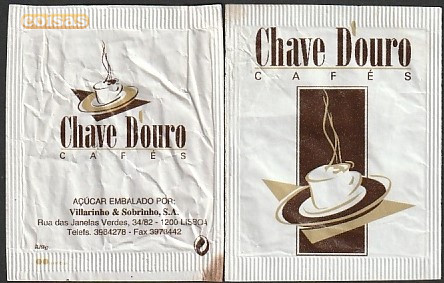 coisas
Chave D'ouro
CAFÉS
AÇÚCAR EMBALADO POR:
Villarinho & Sobrinho, S.A.
Rua das Janelas Verdes, 34/82 - 1200 LISBOA
Telefs. 3964278 - Fax 3970442
Chave D'ouro
CAFÉS